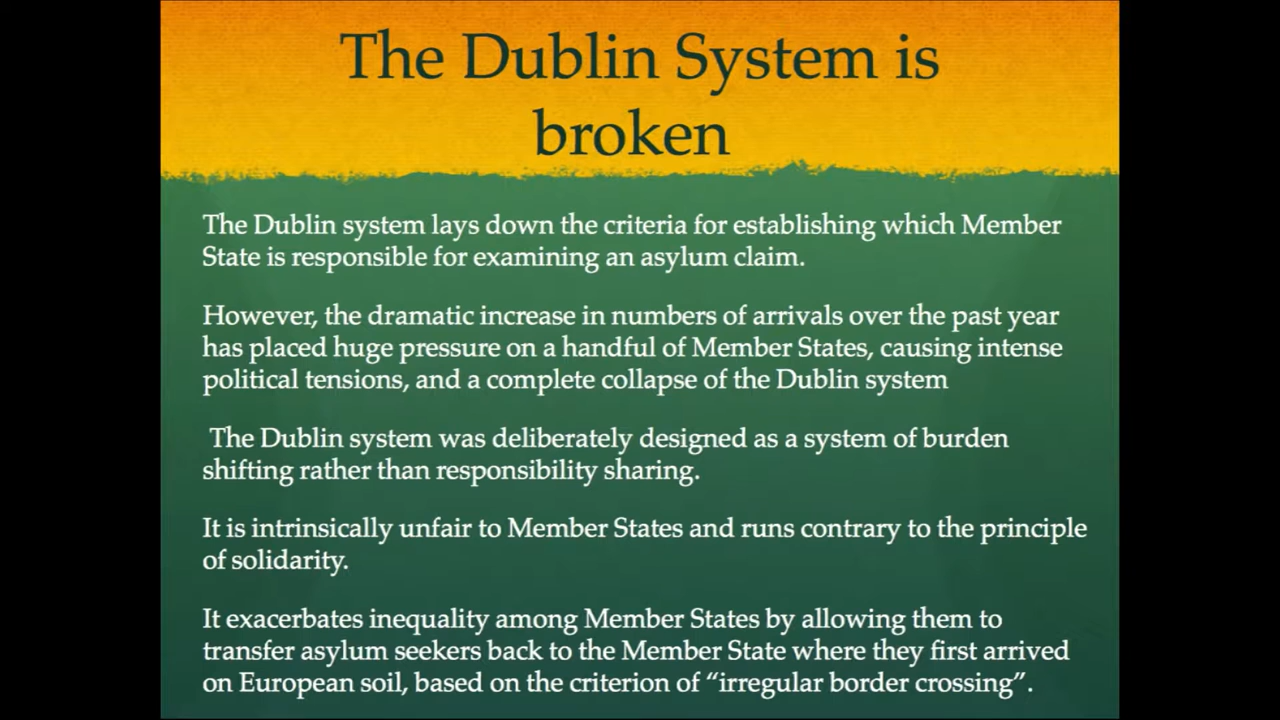 The Dublin System is
broken
The Dublin system lays down the criteria for establishing which Member
State is responsible for examining an asylum claim.
However, the dramatic increase in numbers of arrivals over the past year
has placed huge pressure on a handful of Member States, causing intense
political tensions, and a complete collapse of the Dublin system
The Dublin system was deliberately designed as a system of burden
shifting rather than responsibility sharing.
It is intrinsically unfair to Member States and runs contrary to the principle
of solidarity.
It exacerbates inequality among Member States by allowing them to
transfer asylum seekers back to the Member State where they first arrived
on European soil, based on the criterion of “irregular border crossing”.